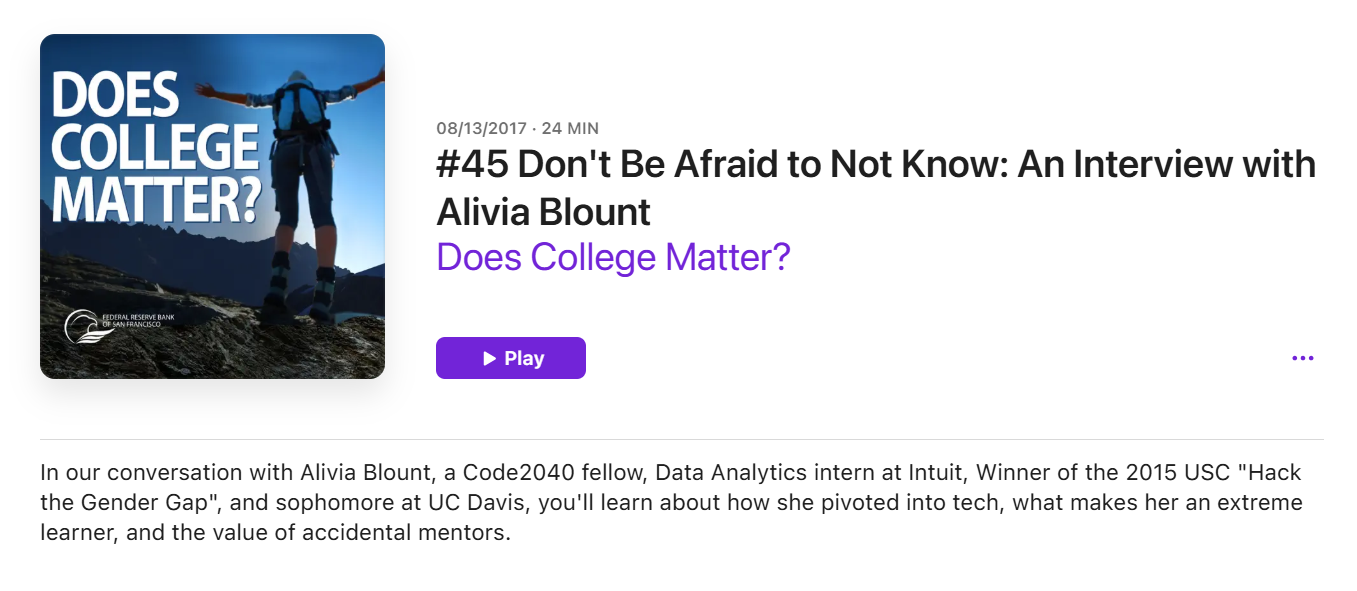 DOES
COLLEGE
MATTER?
FEDERAL RESERVE BANK
OF SAN FRANCISCO
08/13/2017 · 24 MIN
#45 Don't Be Afraid to Not Know: An Interview with
Alivia Blount
Does College Matter?
Play
In our conversation with Alivia Blount, a Code2040 fellow, Data Analytics intern at Intuit, Winner of the 2015 USC "Hack
the Gender Gap", and sophomore at UC Davis, you'll learn about how she pivoted into tech, what makes her an extreme
learner, and the value of accidental mentors.